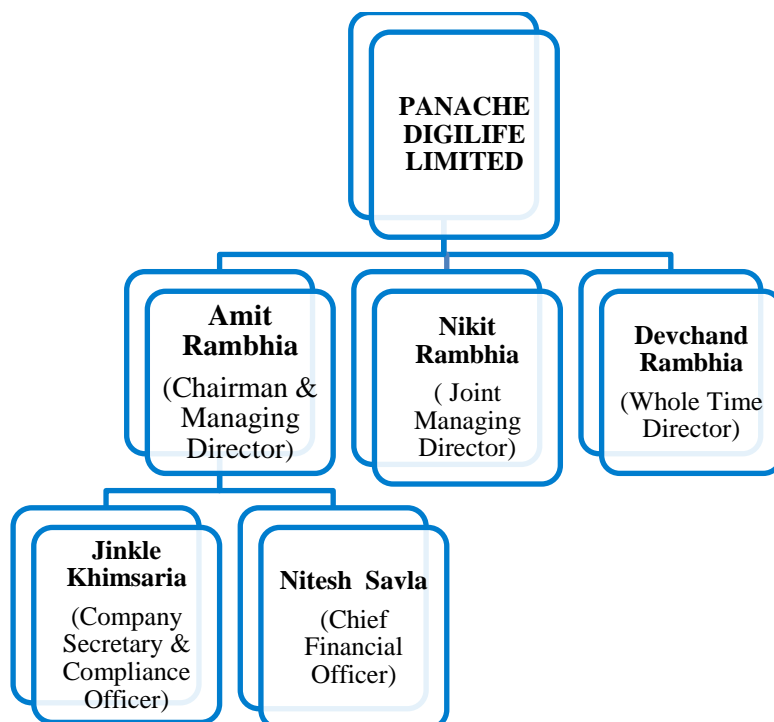 PANACHE
DIGILIFE
LIMITED
Amit
Rambhia
(Chairman &
Managing
Director)
Nikit
Rambhia
( Joint
Managing
Director)
Devchand
Rambhia
(Whole Time
Director)
Jinkle
Khimsaria
(Company
Secretary &
Compliance
Officer)
Nitesh  Savla
(Chief
Financial
Officer)